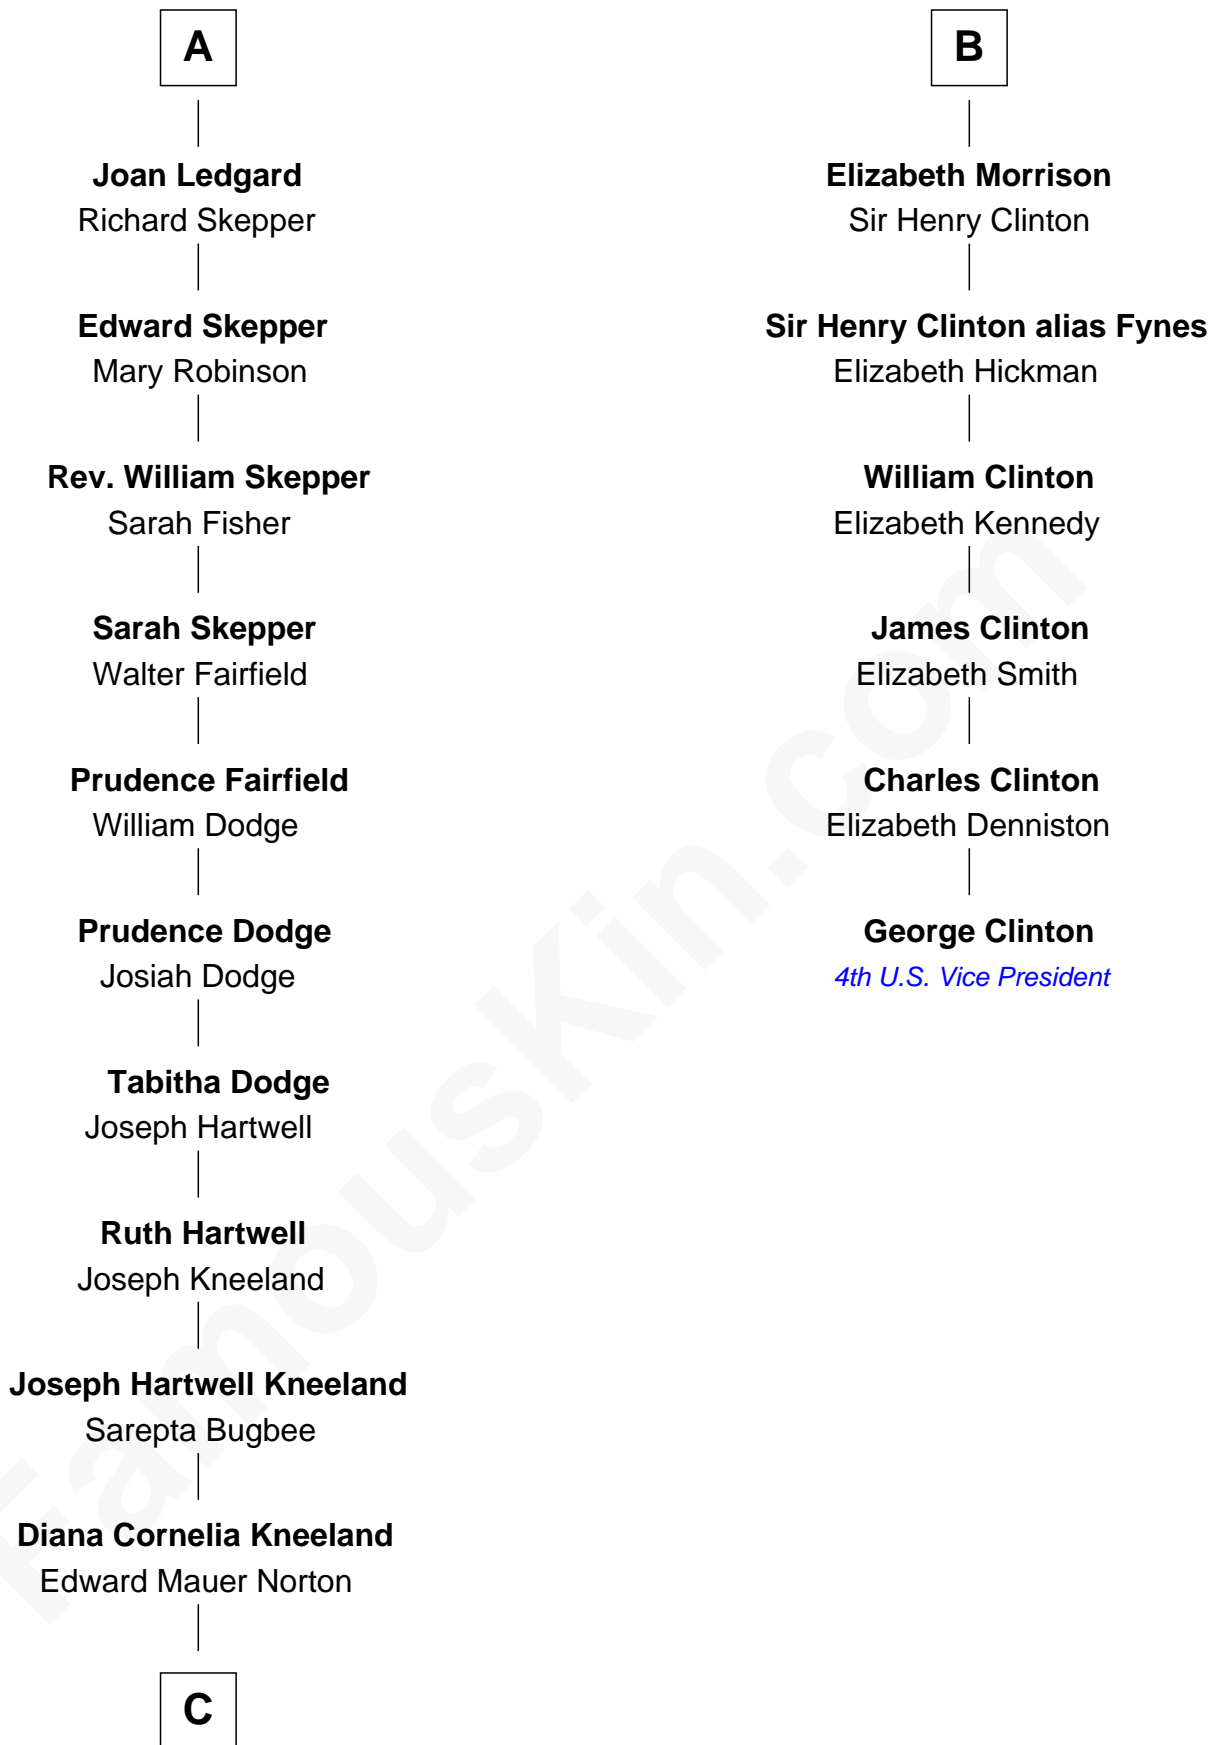 A
Joan Ledgard
Richard Skepper
Edward Skepper
Mary Robinson
Rev. William Skepper
Sarah Fisher
Sarah Skepper
Walter Fairfield
Prudence Fairfield
William Dodge
Prudence Dodge
Josiah Dodge
Tabitha Dodge
Joseph Hartwell
Ruth Hartwell
Joseph Kneeland
Joseph Hartwell Kneeland
Sarepta Bugbee
Diana Cornelia Kneeland
Edward Mauer Norton
C
B
Elizabeth Morrison
Sir Henry Clinton
Sir Henry Clinton alias Fynes
Elizabeth Hickman
William Clinton
Elizabeth Kennedy
James Clinton
Elizabeth Smith
Charles Clinton
Elizabeth Denniston
George Clinton
4th U.S. Vice President
FamousKin.com